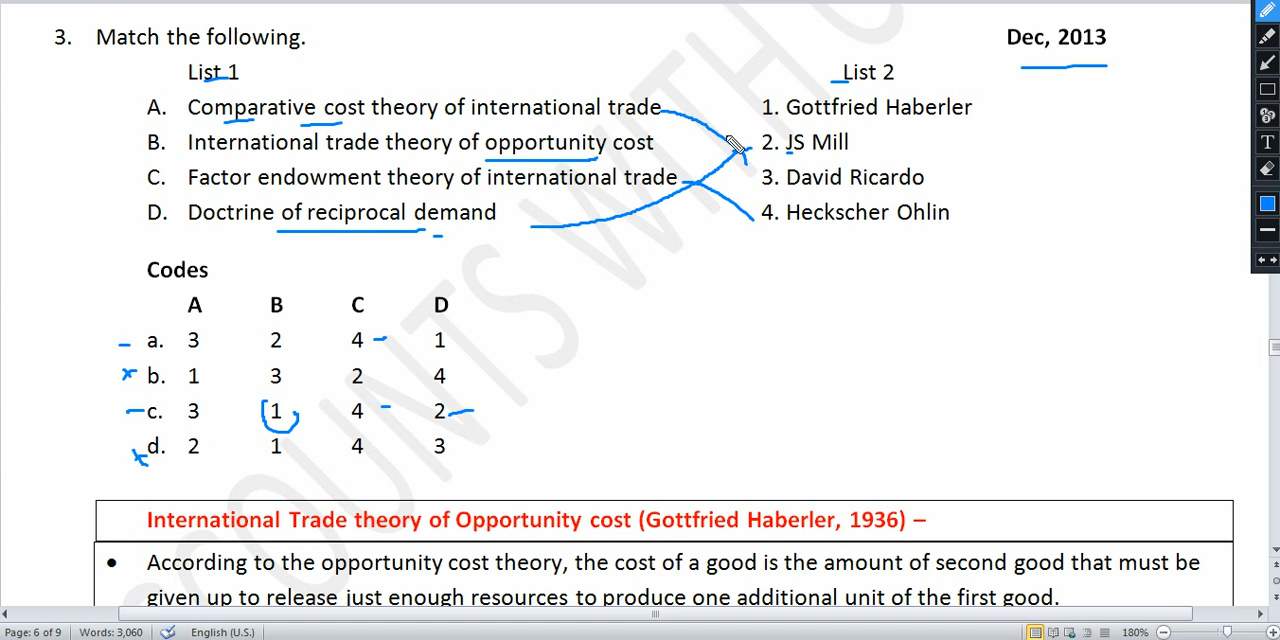 3. Match the following. Dec, 2013
List 1 List 2
A. Comparative cost theory of international trade 1. Gottfried Haberler
B. International trade theory of opportunity cost 2. JS Mill
C. Factor endowment theory of international trade 3. David Ricardo
D. Doctrine of reciprocal demand 4. Heckscher Ohlin
Codes
A B C D
a. 3 2 4 1
b. 1 3 2 4
c. 3 1 4 2
d. 2 1 4 3
International Trade theory of Opportunity cost (Gottfried Haberler, 1936) –
• According to the opportunity cost theory, the cost of a good is the amount of second good that must be
given up to release just enough resources to produce one additional unit of the first good.
ACCOUNTS WITH
Page: 6 of 9 Words: 3,060 English (U.S.) 180%